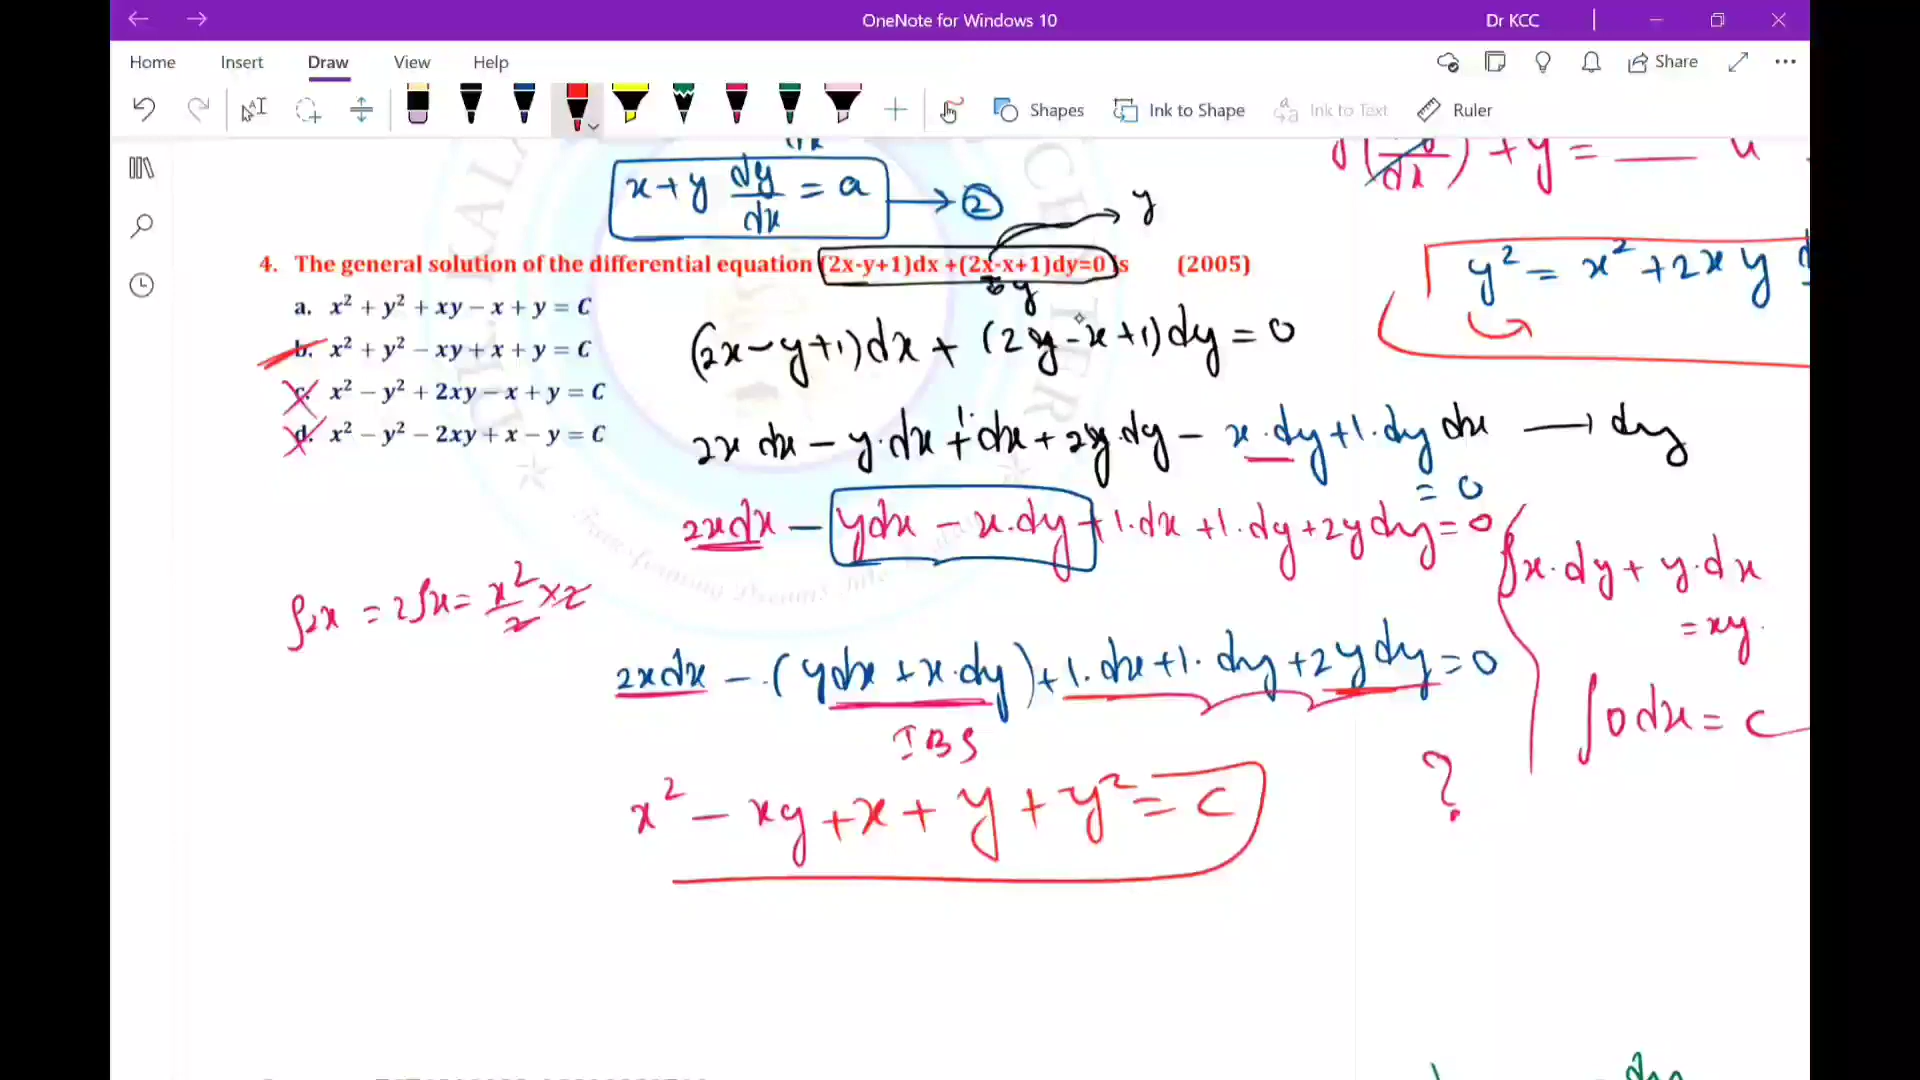 OneNote for Windows 10
Dr KCC
Home Insert Draw View Help
Share
Shapes Ink to Shape Ink to Text Ruler
x + y dy/dx = a → ②
+ y = — u
y
4. The general solution of the differential equation (2x-y+1)dx +(2x-x+1)dy=0 is (2005)
y
y² = x² + 2x y
a. x² + y² + xy − x + y = C
b. x² + y² − xy + x + y = C
c. x² − y² + 2xy − x + y = C
d. x² − y² − 2xy + x − y = C
(2x−y+1)dx + (2y−x+1)dy = 0
2x dx − y·dx + 1·dx + 2y·dy − x·dy + 1·dy
dx → dy
= 0
2xdx − ydx − x·dy + 1·dx + 1·dy + 2ydy = 0
∫x·dy + y·dx
= xy
∫2x = 2∫x = x²/2 × 2
2xdx − (ydx + x·dy) + 1·dx + 1·dy + 2ydy = 0
∫0dx = c
IBS
?
x² − xy + x + y + y² = c